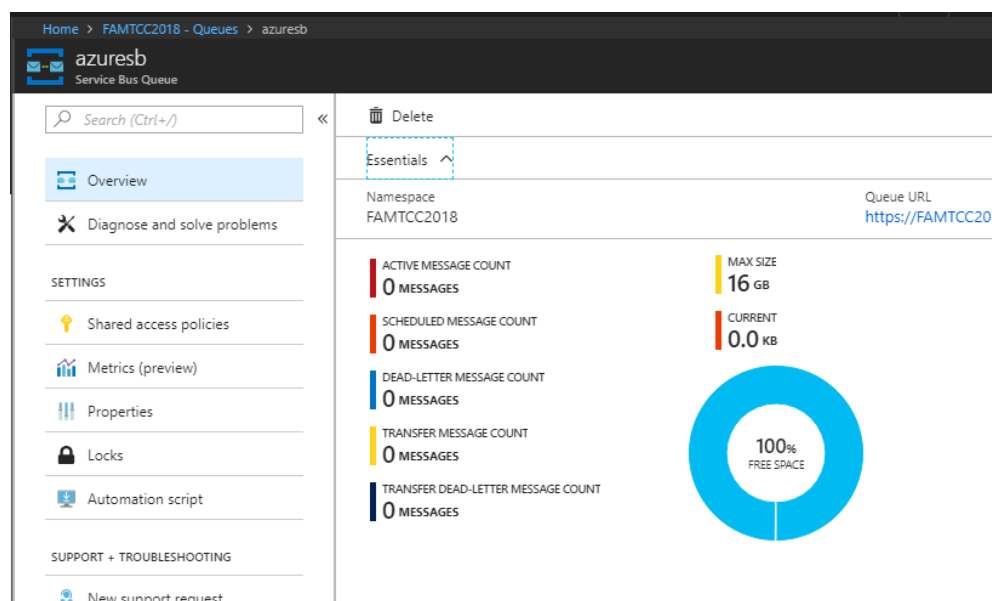 Home > FAMTCC2018 - Queues > azuresb
azuresb
Service Bus Queue
Search (Ctrl+/)
«
Overview
Diagnose and solve problems
SETTINGS
Shared access policies
Metrics (preview)
Properties
Locks
Automation script
SUPPORT + TROUBLESHOOTING
New support request
Delete
Essentials
Namespace
FAMTCC2018
Queue URL
https://FAMTCC20
ACTIVE MESSAGE COUNT
0 MESSAGES
SCHEDULED MESSAGE COUNT
0 MESSAGES
DEAD-LETTER MESSAGE COUNT
0 MESSAGES
TRANSFER MESSAGE COUNT
0 MESSAGES
TRANSFER DEAD-LETTER MESSAGE COUNT
0 MESSAGES
MAX SIZE
16 GB
CURRENT
0.0 KB
100%
FREE SPACE